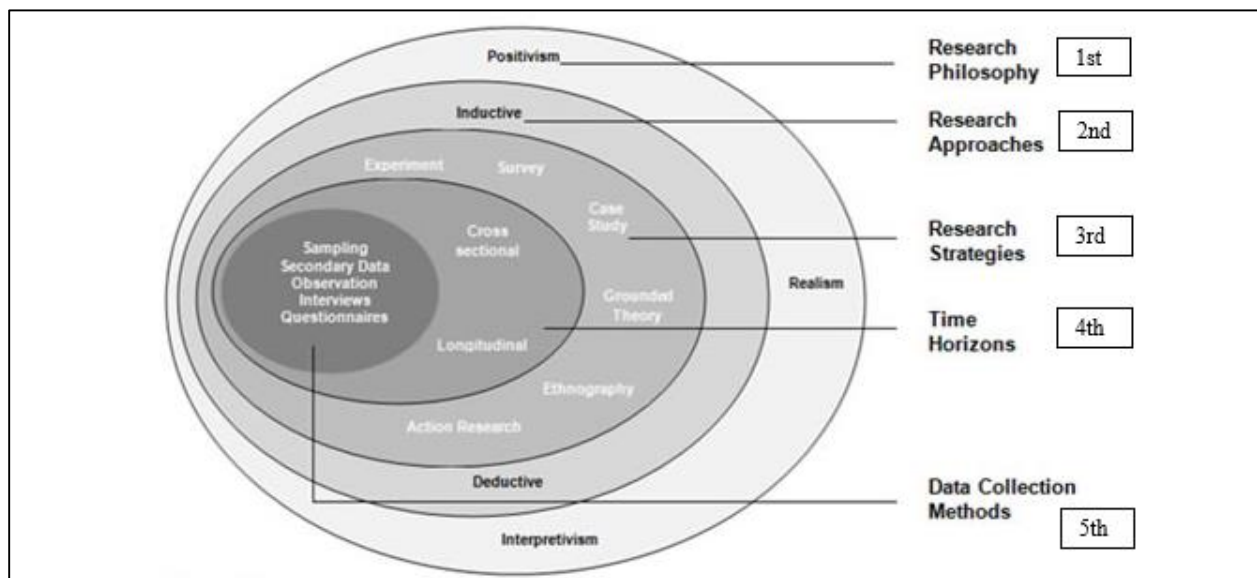 Positivism
Research
Philosophy
1st
Inductive
Research
Approaches
2nd
Experiment
Survey
Case
Study
Research
Strategies
3rd
Cross
sectional
Sampling
Secondary Data
Observation
Interviews
Questionnaires
Realism
Grounded
Theory
Time
Horizons
4th
Longitudinal
Ethnography
Action Research
Deductive
Data Collection
Methods
5th
Interpretivism